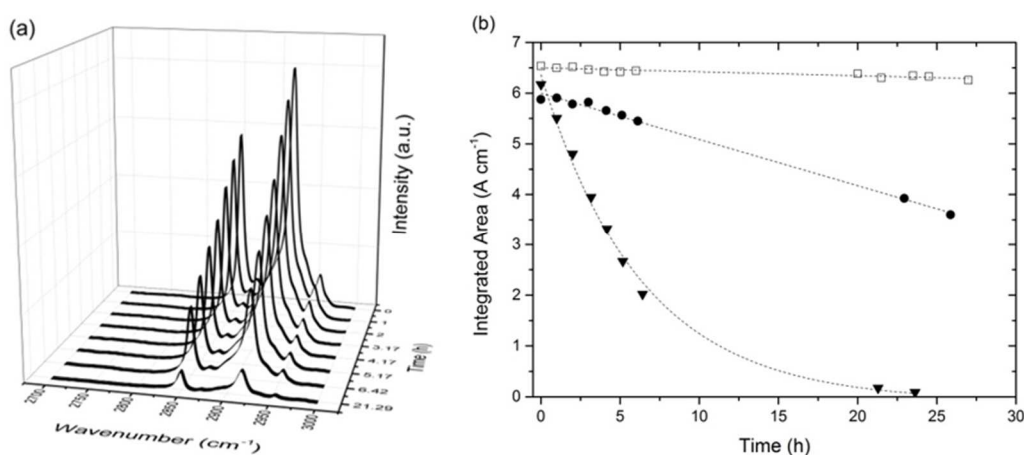 (a)
Intensity (a.u.)
0
1
2
3.17
4.17
5.17
6.42
21.29
Time (h)
2700
2750
2800
2850
2900
2950
3000
Wavenumber (cm⁻¹)
(b)
7
6
5
4
3
2
1
0
Integrated Area (A cm⁻¹)
0 5 10 15 20 25 30
Time (h)